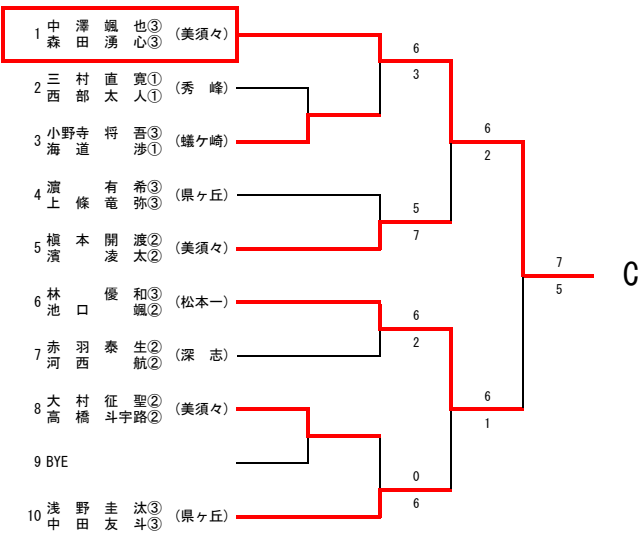 1 中澤颯也③ (美須々)
森田湧心③
2 三村直寛① (秀峰)
西部太人①
3 小野寺将吾③ (蟻ケ崎)
海道渉①
4 濵有希③ (県ヶ丘)
上條竜弥③
5 槇本開渡② (美須々)
濱凌太②
6 林優和③ (松本一)
池口颯②
7 赤羽泰生② (深志)
河西航②
8 大村征聖② (美須々)
高橋斗宇路②
9 BYE
10 浅野圭汰③ (県ヶ丘)
中田友斗③
6
3
5
7
6
2
0
6
6
2
6
1
7
5
C